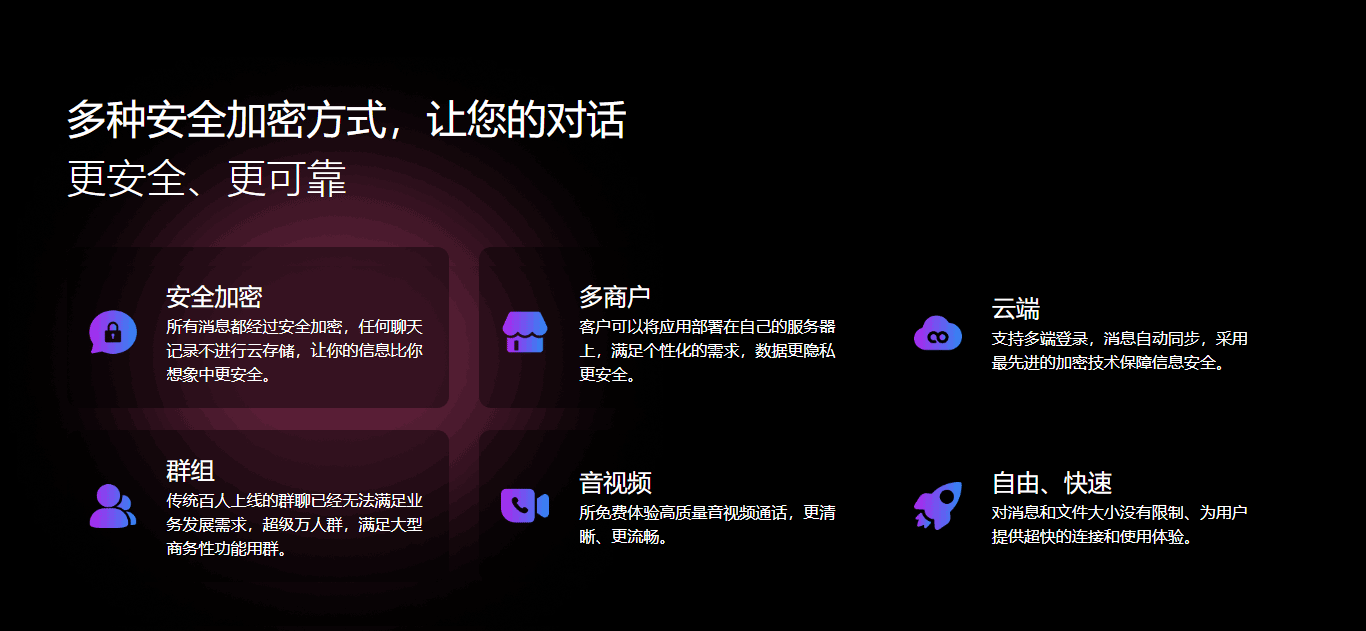 多种安全加密方式，让您的对话
更安全、更可靠
安全加密
所有消息都经过安全加密，任何聊天
记录不进行云存储，让你的信息比你
想象中更安全。
多商户
客户可以将应用部署在自己的服务器
上，满足个性化的需求，数据更隐私
更安全。
云端
支持多端登录，消息自动同步，采用
最先进的加密技术保障信息安全。
群组
传统百人上线的群聊已经无法满足业
务发展需求，超级万人群，满足大型
商务性功能用群。
音视频
所免费体验高质量音视频通话，更清
晰、更流畅。
自由、快速
对消息和文件大小没有限制、为用户
提供超快的连接和使用体验。